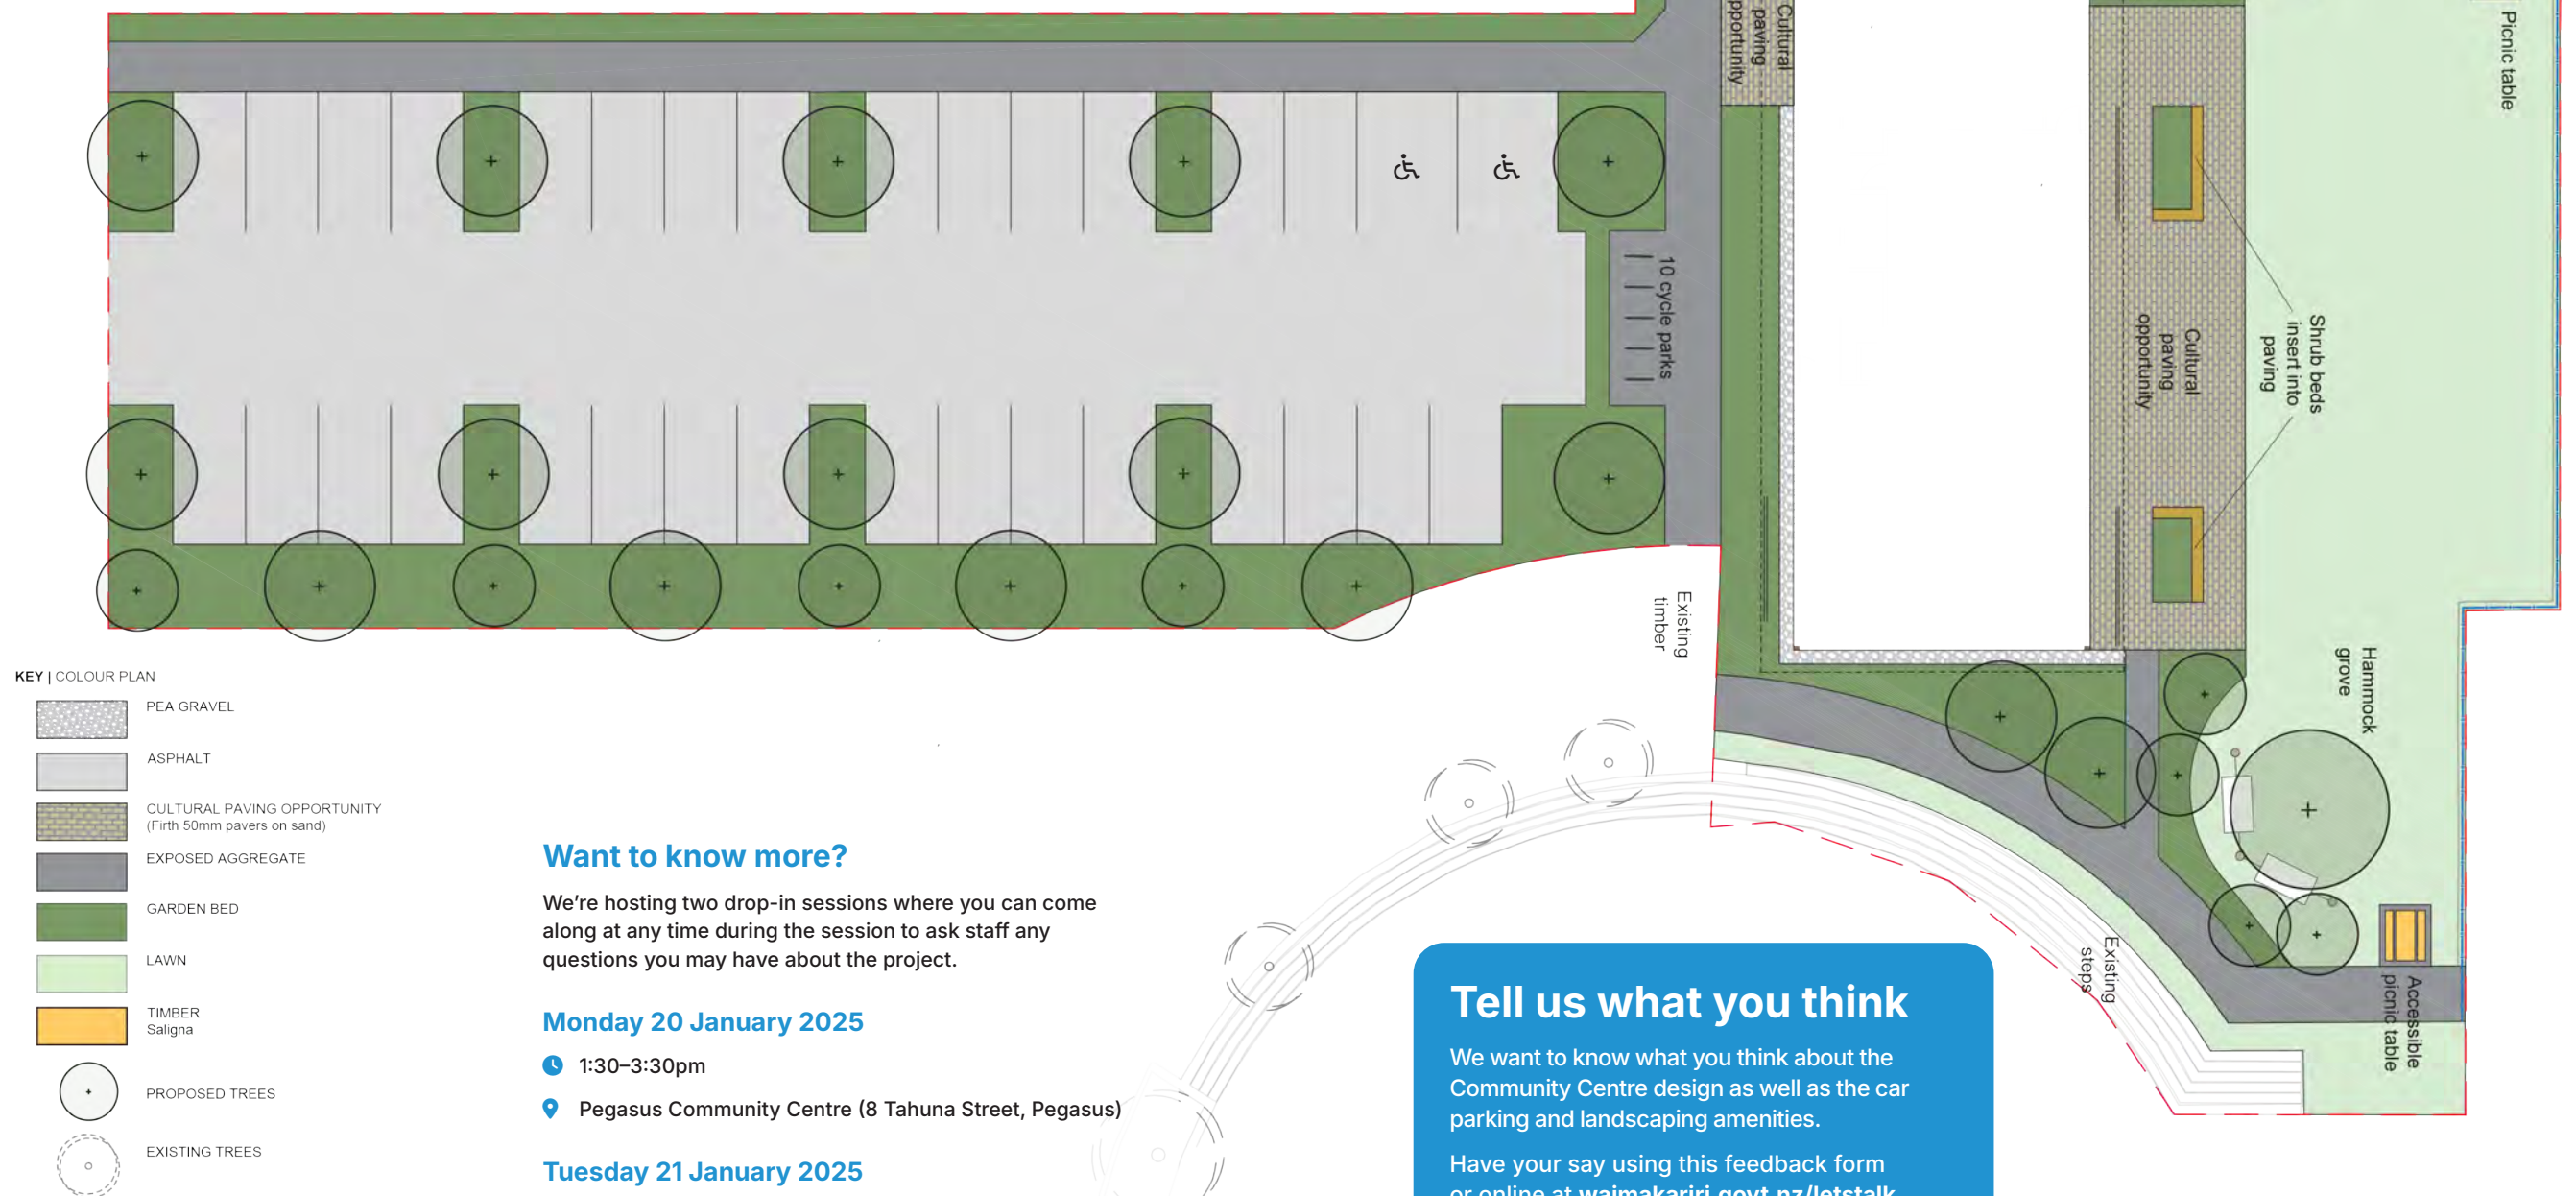 Cultural
paving
opportunity
Picnic table
10 cycle parks
Cultural
paving
opportunity
Shrub beds
insert into
paving
Existing
timber
Hammock
grove
Existing
steps
Accessible
picnic table
KEY | COLOUR PLAN
PEA GRAVEL
ASPHALT
CULTURAL PAVING OPPORTUNITY
(Firth 50mm pavers on sand)
EXPOSED AGGREGATE
GARDEN BED
LAWN
TIMBER
Saligna
PROPOSED TREES
EXISTING TREES
Want to know more?
We're hosting two drop-in sessions where you can come
along at any time during the session to ask staff any
questions you may have about the project.
Monday 20 January 2025
1:30–3:30pm
Pegasus Community Centre (8 Tahuna Street, Pegasus)
Tuesday 21 January 2025
Tell us what you think
We want to know what you think about the
Community Centre design as well as the car
parking and landscaping amenities.
Have your say using this feedback form
or online at waimakariri.govt.nz/letstalk